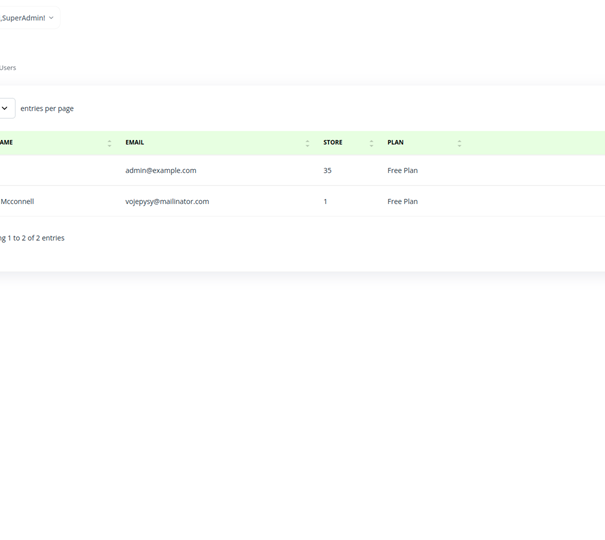 ,SuperAdmin!
Users
entries per page
AME EMAIL STORE PLAN
admin@example.com 35 Free Plan
Mcconnell vojepysy@mailinator.com 1 Free Plan
g 1 to 2 of 2 entries